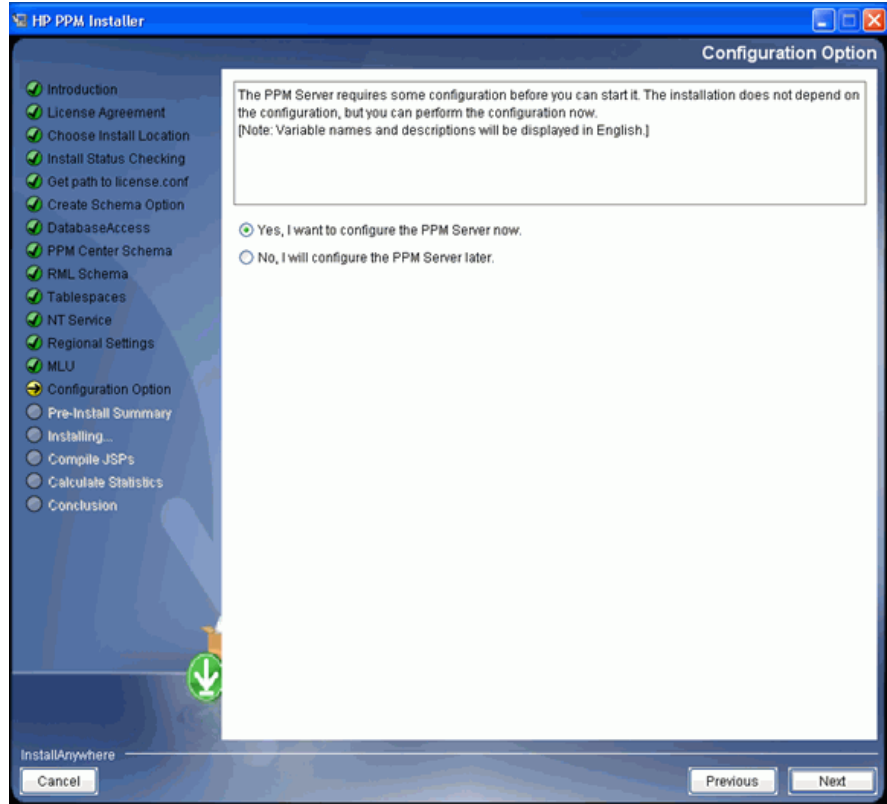 HP PPM Installer
Configuration Option
Introduction
License Agreement
Choose Install Location
Install Status Checking
Get path to license.conf
Create Schema Option
DatabaseAccess
PPM Center Schema
RML Schema
Tablespaces
NT Service
Regional Settings
MLU
Configuration Option
Pre-Install Summary
Installing...
Compile JSPs
Calculate Statistics
Conclusion
The PPM Server requires some configuration before you can start it. The installation does not depend on
the configuration, but you can perform the configuration now.
[Note: Variable names and descriptions will be displayed in English.]
Yes, I want to configure the PPM Server now.
No, I will configure the PPM Server later.
InstallAnywhere
Cancel
Previous
Next